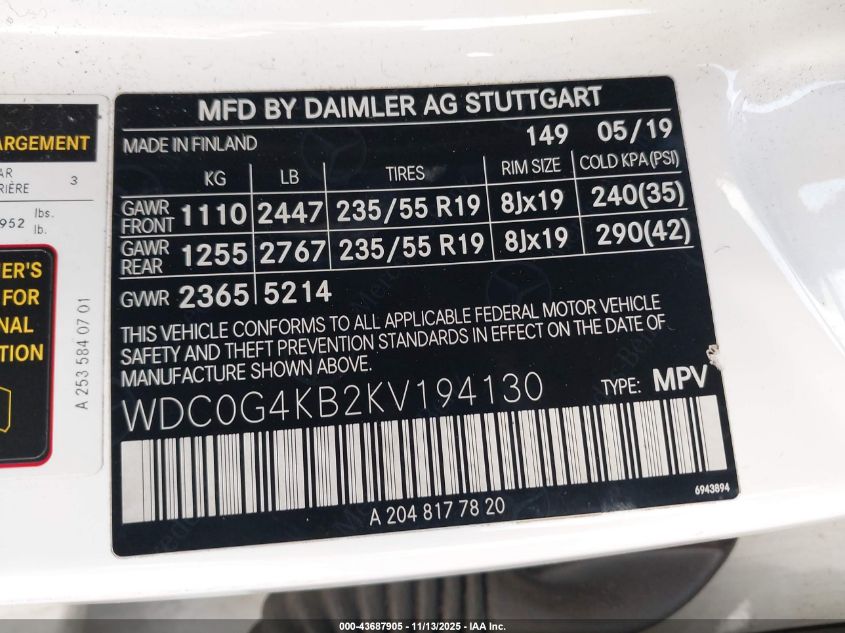 ARGEMENT
AR
RIÈRE 3
952 lbs.
lb.
ER'S
FOR
NAL
TION
A 253 584 07 01
MFD BY DAIMLER AG STUTTGART
MADE IN FINLAND 149 05/19
KG LB TIRES RIM SIZE COLD KPA(PSI)
GAWR FRONT 1110 2447 235/55 R19 8Jx19 240(35)
GAWR REAR 1255 2767 235/55 R19 8Jx19 290(42)
GVWR 2365 5214
THIS VEHICLE CONFORMS TO ALL APPLICABLE FEDERAL MOTOR VEHICLE
SAFETY AND THEFT PREVENTION STANDARDS IN EFFECT ON THE DATE OF
MANUFACTURE SHOWN ABOVE.
WDC0G4KB2KV194130 TYPE: MPV
6943894
A 204 817 78 20
000-43687905 - 11/13/2025 - IAA Copyright